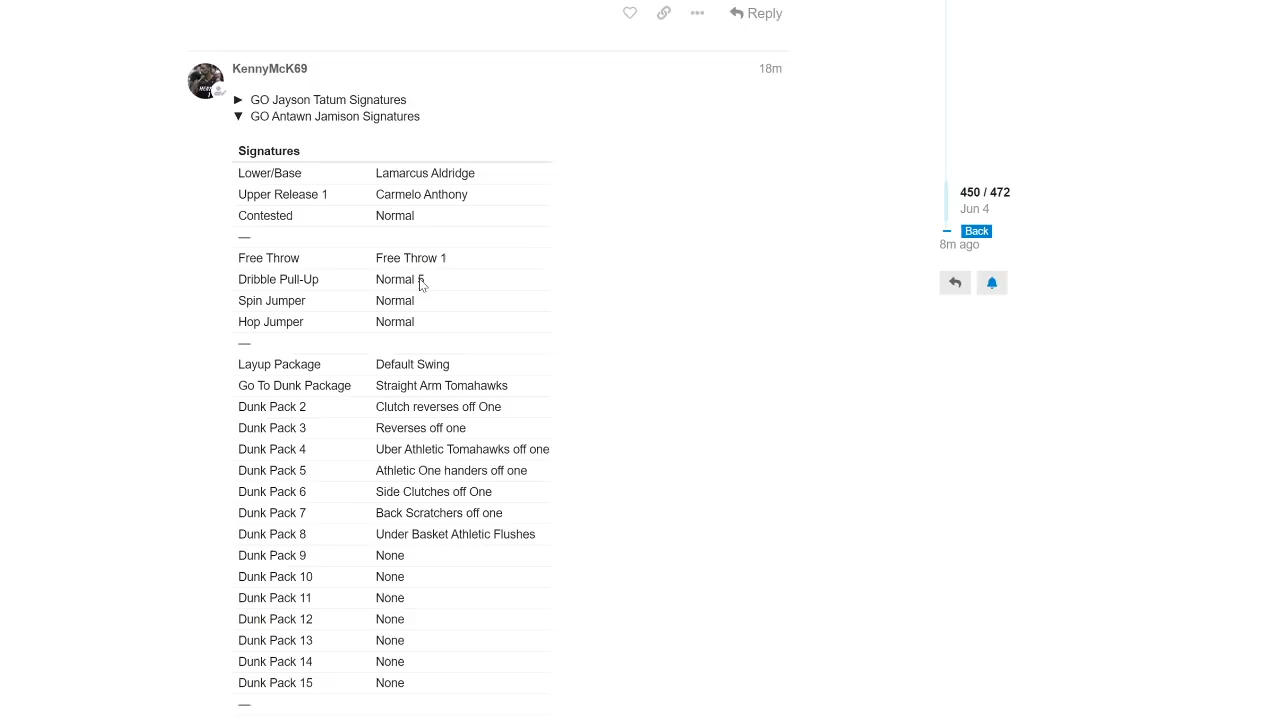 Reply
KennyMcK69 18m
▶ GO Jayson Tatum Signatures
▼ GO Antawn Jamison Signatures
Signatures
Lower/Base Lamarcus Aldridge
Upper Release 1 Carmelo Anthony
Contested Normal
—
Free Throw Free Throw 1
Dribble Pull-Up Normal 5
Spin Jumper Normal
Hop Jumper Normal
—
Layup Package Default Swing
Go To Dunk Package Straight Arm Tomahawks
Dunk Pack 2 Clutch reverses off One
Dunk Pack 3 Reverses off one
Dunk Pack 4 Uber Athletic Tomahawks off one
Dunk Pack 5 Athletic One handers off one
Dunk Pack 6 Side Clutches off One
Dunk Pack 7 Back Scratchers off one
Dunk Pack 8 Under Basket Athletic Flushes
Dunk Pack 9 None
Dunk Pack 10 None
Dunk Pack 11 None
Dunk Pack 12 None
Dunk Pack 13 None
Dunk Pack 14 None
Dunk Pack 15 None
—
450 / 472
Jun 4
Back
8m ago